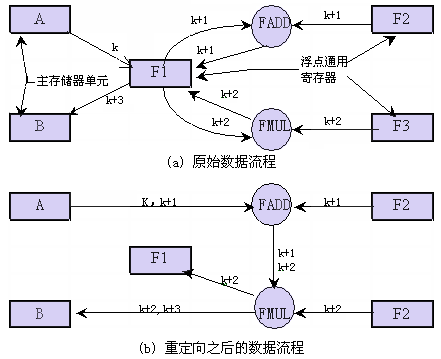 A k+1 FADD k+1 F2
k k+1
主存储器单元 F1 浮点通用
寄存器
k+3 k+2 k+2
B FMUL k+2 F3
(a) 原始数据流程
A K, k+1 FADD k+1 F2
k+1
F1 k+2 k+2
B k+2,k+3 FMUL k+2 F2
(b) 重定向之后的数据流程